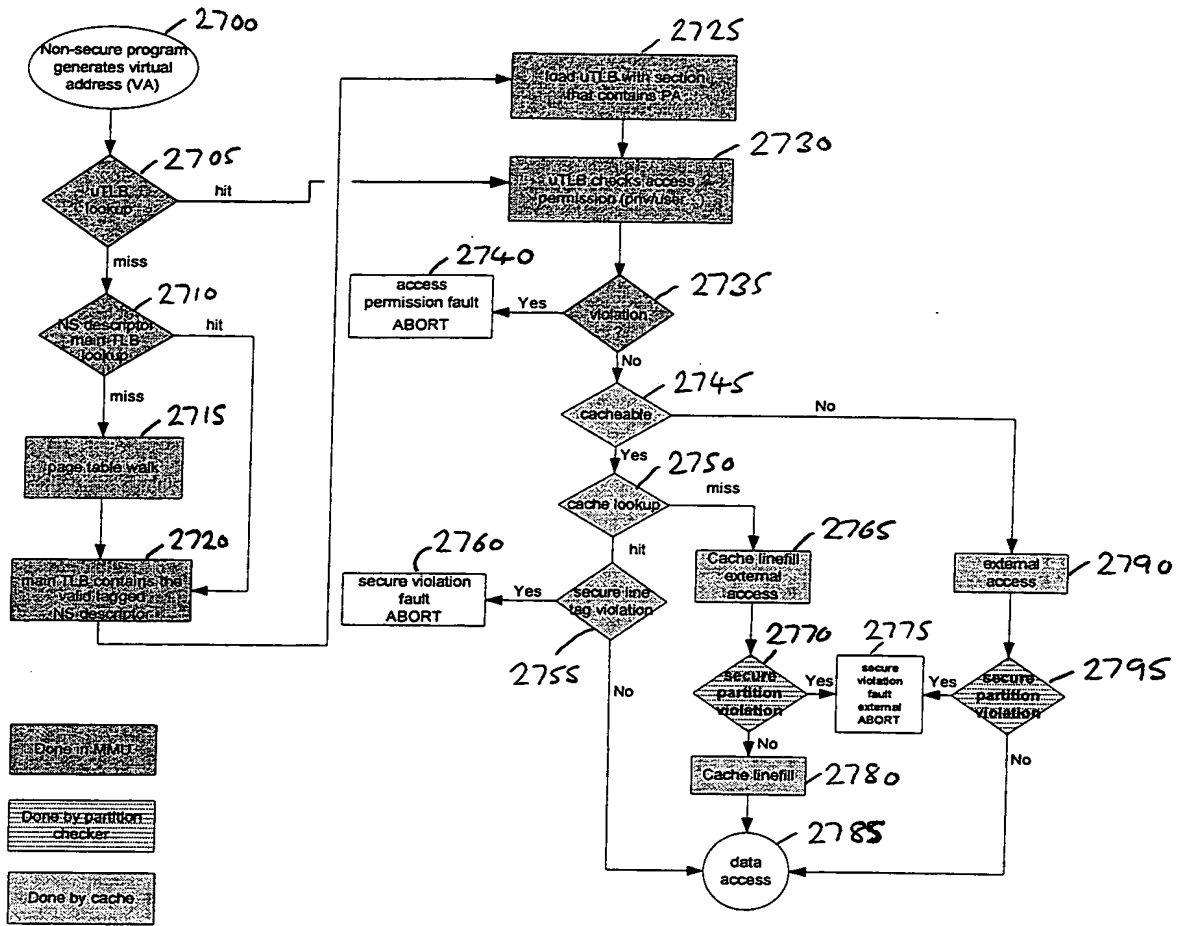 2700
Non-secure program
generates virtual
address (VA)
2705
uTLB
lookup
hit
miss
2710
NS descriptor
main TLB
lookup
hit
miss
2715
page table walk
2720
main TLB contains the
valid tagged
NS descriptor
2725
load uTLB with section
that contains PA
2730
uTLB checks access
permission (priv/user...)
2735
violation
?
Yes
2740
access
permission fault
ABORT
No
2745
cacheable
No
Yes
2750
cache lookup
miss
hit
2755
secure line
tag violation
Yes
2760
secure violation
fault
ABORT
No
2765
Cache linefill
external
access
2770
secure
partition
violation
Yes
2775
secure
violation
fault
external
ABORT
No
2780
Cache linefill
2785
data
access
external
access
2790
2795
secure
partition
violation
Yes
No
Done in MMU
Done by partition
checker
Done by cache